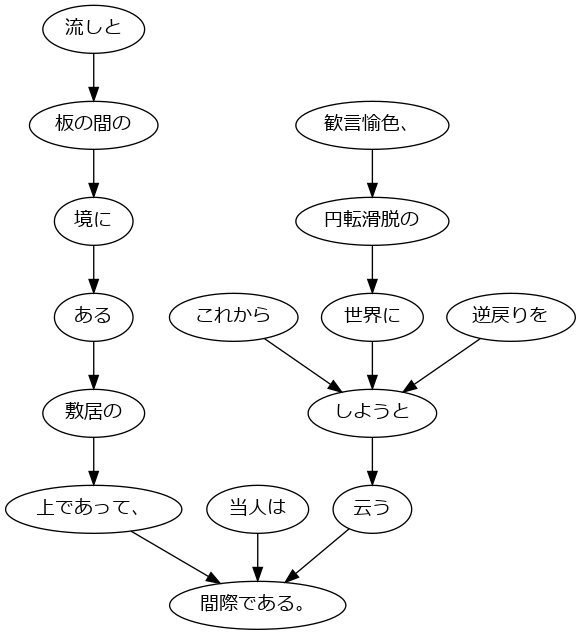 流しと
板の間の
歓言愉色、
境に
円転滑脱の
ある
これから
世界に
逆戻りを
敷居の
しようと
上であって、
当人は
云う
間際である。